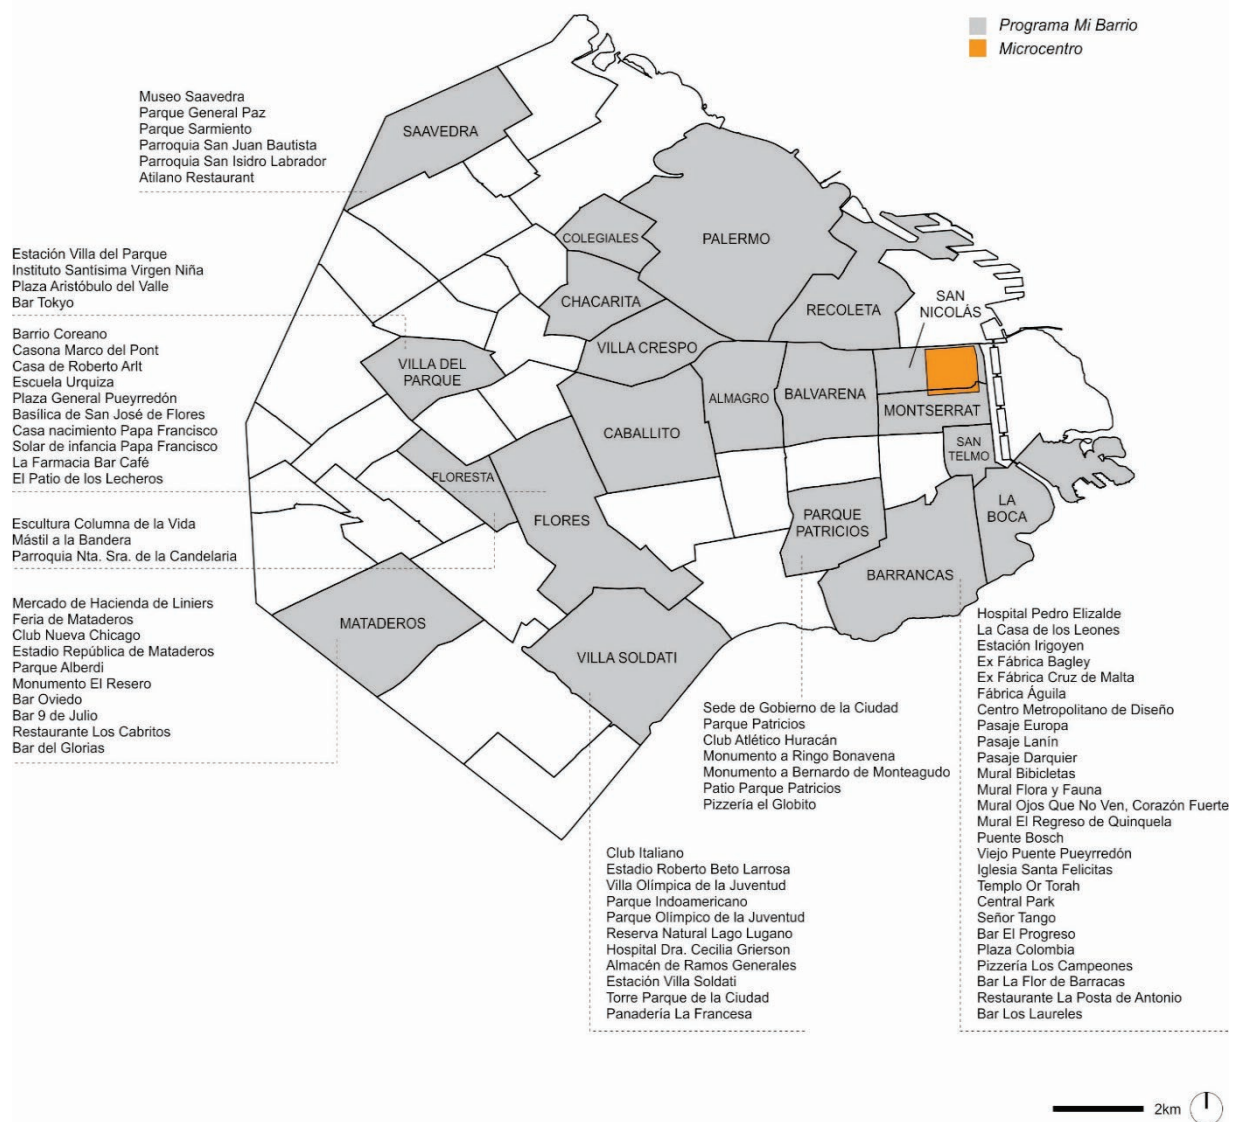 Programa Mi Barrio
Microcentro
Museo Saavedra
Parque General Paz
Parque Sarmiento
Parroquia San Juan Bautista
Parroquia San Isidro Labrador
Atilano Restaurant
SAAVEDRA
COLEGIALES
PALERMO
CHACARITA
RECOLETA
SAN
NICOLÁS
VILLA CRESPO
VILLA DEL
PARQUE
ALMAGRO
BALVARENA
MONTSERRAT
CABALLITO
SAN
TELMO
FLORESTA
FLORES
PARQUE
PATRICIOS
LA
BOCA
BARRANCAS
MATADEROS
VILLA SOLDATI
Estación Villa del Parque
Instituto Santísima Virgen Niña
Plaza Aristóbulo del Valle
Bar Tokyo
Barrio Coreano
Casona Marco del Pont
Casa de Roberto Arlt
Escuela Urquiza
Plaza General Pueyrredón
Basílica de San José de Flores
Casa nacimiento Papa Francisco
Solar de infancia Papa Francisco
La Farmacia Bar Café
El Patio de los Lecheros
Escultura Columna de la Vida
Mástil a la Bandera
Parroquia Nta. Sra. de la Candelaria
Mercado de Hacienda de Liniers
Feria de Mataderos
Club Nueva Chicago
Estadio República de Mataderos
Parque Alberdi
Monumento El Resero
Bar Oviedo
Bar 9 de Julio
Restaurante Los Cabritos
Bar del Glorias
Sede de Gobierno de la Ciudad
Parque Patricios
Club Atlético Huracán
Monumento a Ringo Bonavena
Monumento a Bernardo de Monteagudo
Patio Parque Patricios
Pizzería el Globito
Club Italiano
Estadio Roberto Beto Larrosa
Villa Olímpica de la Juventud
Parque Indoamericano
Parque Olímpico de la Juventud
Reserva Natural Lago Lugano
Hospital Dra. Cecilia Grierson
Almacén de Ramos Generales
Estación Villa Soldati
Torre Parque de la Ciudad
Panadería La Francesa
Hospital Pedro Elizalde
La Casa de los Leones
Estación Irigoyen
Ex Fábrica Bagley
Ex Fábrica Cruz de Malta
Fábrica Águila
Centro Metropolitano de Diseño
Pasaje Europa
Pasaje Lanín
Pasaje Darquier
Mural Bibicletas
Mural Flora y Fauna
Mural Ojos Que No Ven, Corazón Fuerte
Mural El Regreso de Quinquela
Puente Bosch
Viejo Puente Pueyrredón
Iglesia Santa Felicitas
Templo Or Torah
Central Park
Señor Tango
Bar El Progreso
Plaza Colombia
Pizzería Los Campeones
Bar La Flor de Barracas
Restaurante La Posta de Antonio
Bar Los Laureles
2km